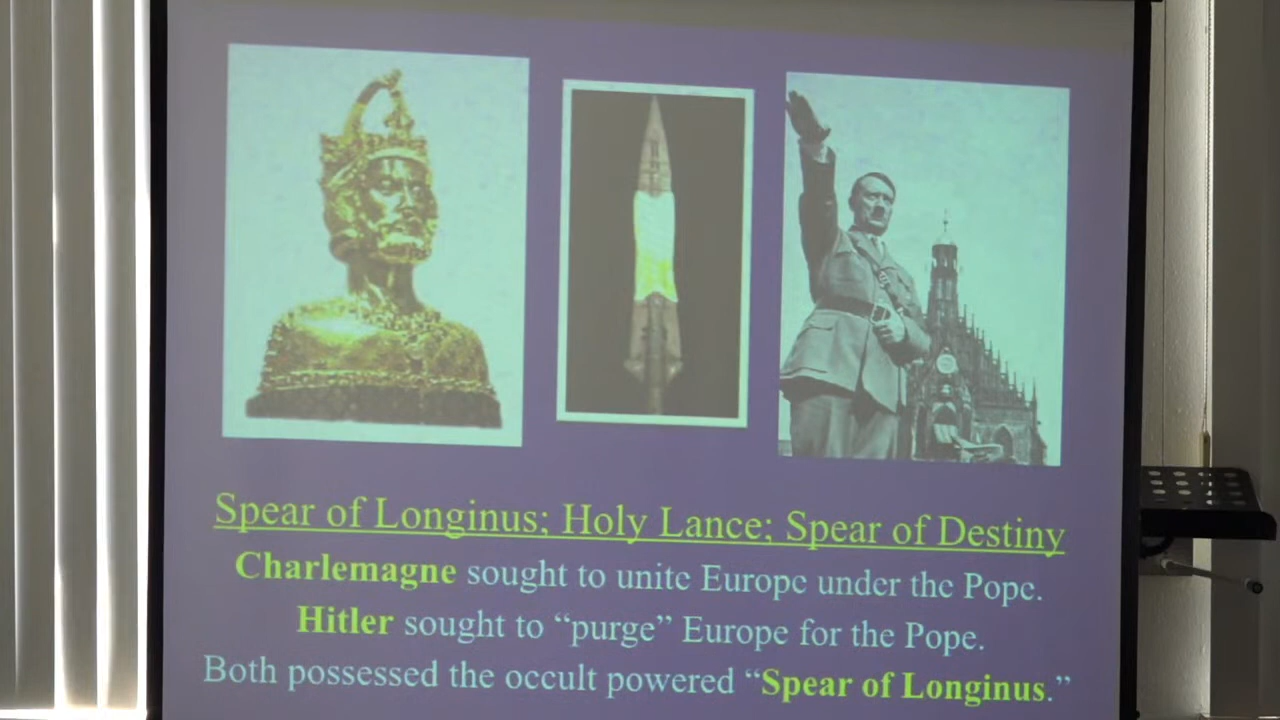 Spear of Longinus; Holy Lance; Spear of Destiny
Charlemagne sought to unite Europe under the Pope.
Hitler sought to “purge” Europe for the Pope.
Both possessed the occult powered “Spear of Longinus.”